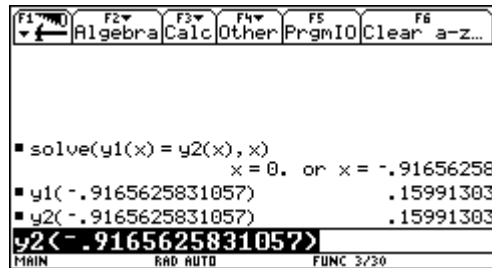 F1 F2 F3 F4 F5 F6
Algebra Calc Other PrgmIO Clear a-z…
▪ solve(y1(x) = y2(x), x)
x = 0. or x = -.91656258
▪ y1(-.9165625831057) .15991303
▪ y2(-.9165625831057) .15991303
y2(-.9165625831057)
MAIN RAD AUTO FUNC 3/30